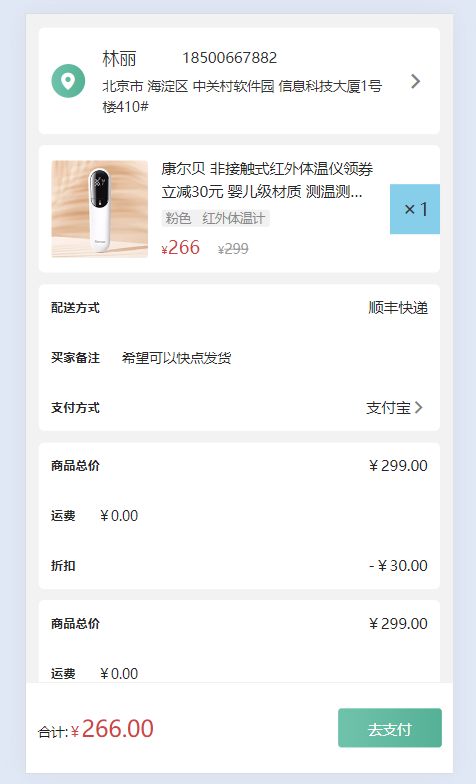 林丽 18500667882
北京市 海淀区 中关村软件园 信息科技大厦1号
楼410#
康尔贝 非接触式红外体温仪领券
立减30元 婴儿级材质 测温测...
粉色 红外体温计
¥266 ¥299
×1
配送方式 顺丰快递
买家备注 希望可以快点发货
支付方式 支付宝
商品总价 ¥299.00
运费 ¥0.00
折扣 -¥30.00
商品总价 ¥299.00
运费 ¥0.00
合计:¥266.00
去支付